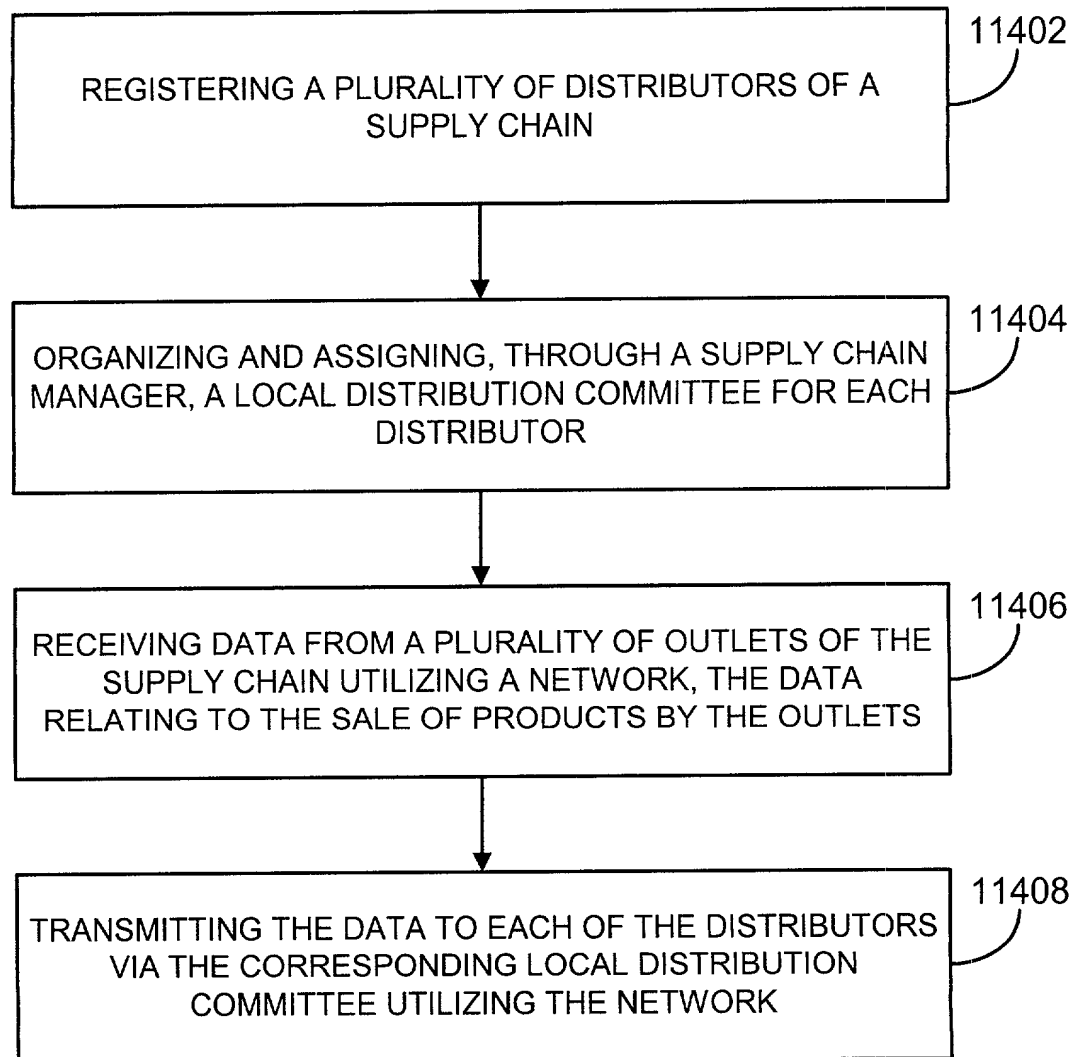 11402
REGISTERING A PLURALITY OF DISTRIBUTORS OF A
SUPPLY CHAIN
11404
ORGANIZING AND ASSIGNING, THROUGH A SUPPLY CHAIN
MANAGER, A LOCAL DISTRIBUTION COMMITTEE FOR EACH
DISTRIBUTOR
11406
RECEIVING DATA FROM A PLURALITY OF OUTLETS OF THE
SUPPLY CHAIN UTILIZING A NETWORK, THE DATA
RELATING TO THE SALE OF PRODUCTS BY THE OUTLETS
11408
TRANSMITTING THE DATA TO EACH OF THE DISTRIBUTORS
VIA THE CORRESPONDING LOCAL DISTRIBUTION
COMMITTEE UTILIZING THE NETWORK